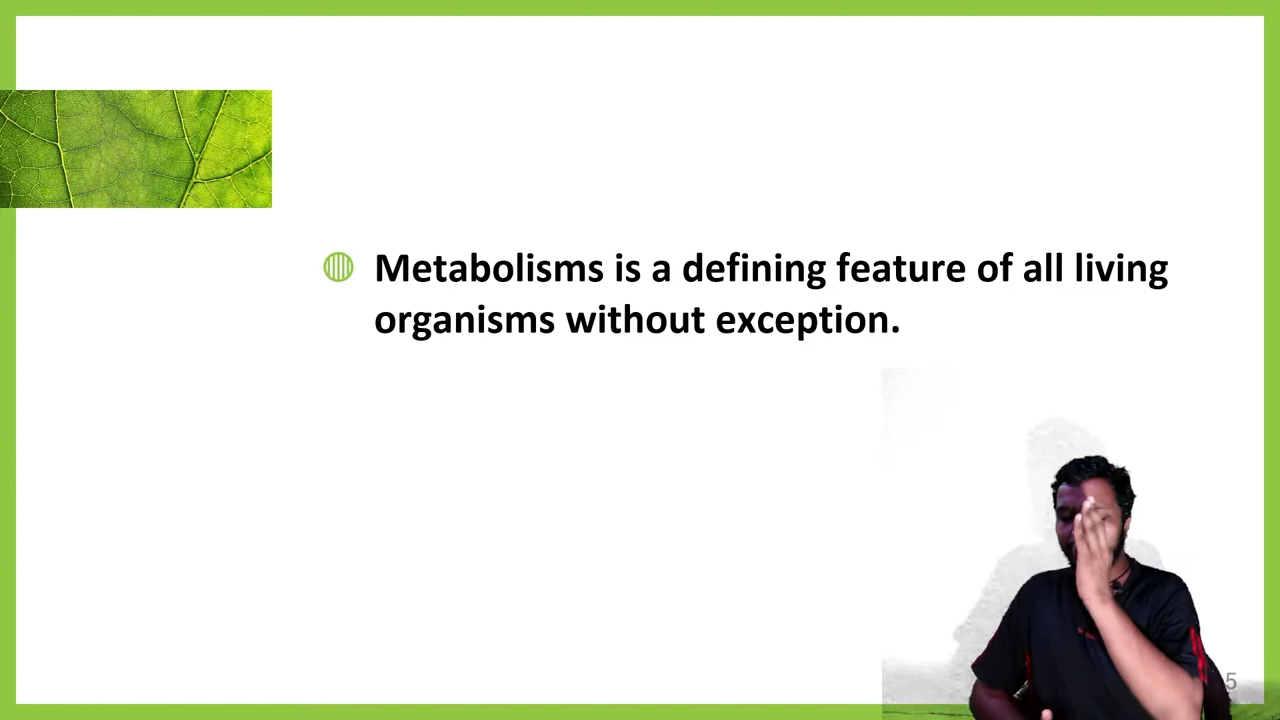 Metabolisms is a defining feature of all living
organisms without exception.
5